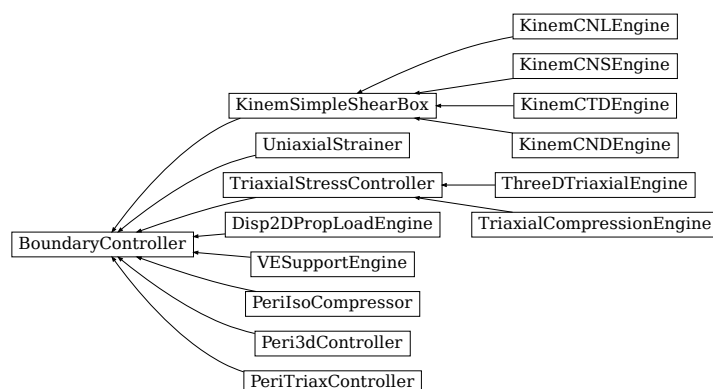 KinemCNLEngine
KinemCNSEngine
KinemSimpleShearBox
KinemCTDEngine
UniaxialStrainer
KinemCNDEngine
TriaxialStressController
ThreeDTriaxialEngine
Disp2DPropLoadEngine
TriaxialCompressionEngine
BoundaryController
VESupportEngine
PeriIsoCompressor
Peri3dController
PeriTriaxController